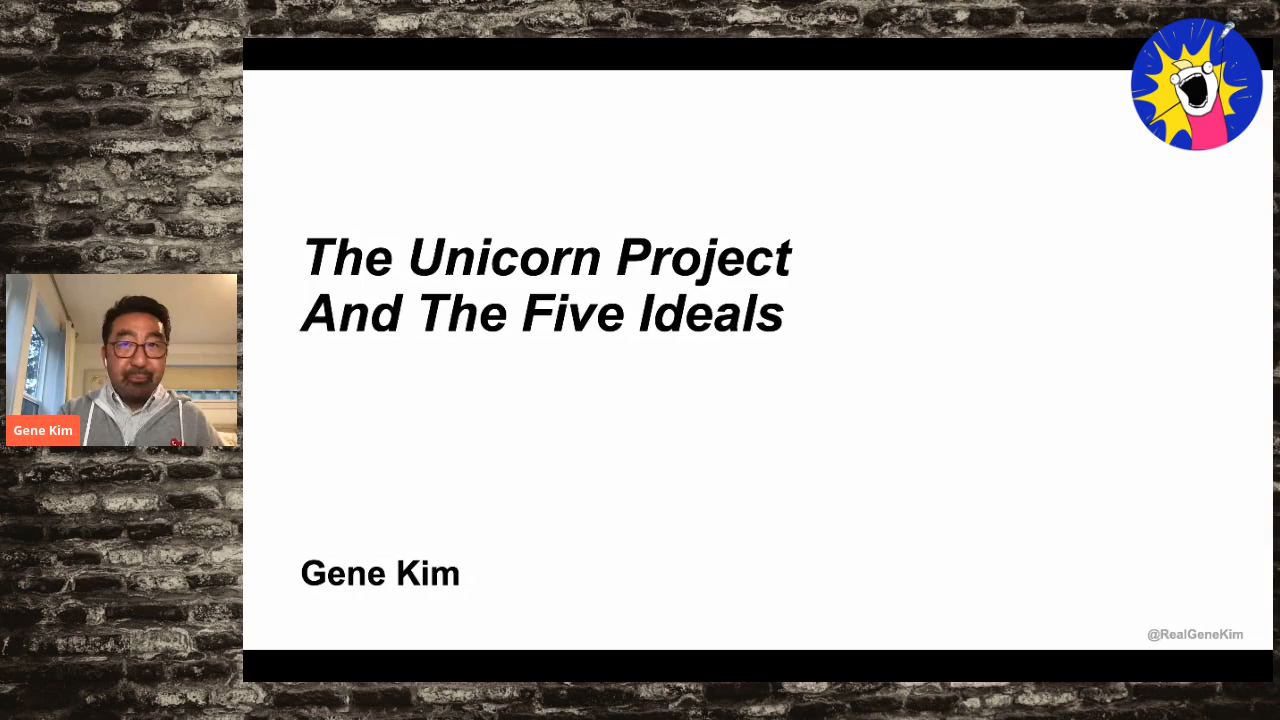 The Unicorn Project
And The Five Ideals
Gene Kim
Gene Kim
@RealGeneKim